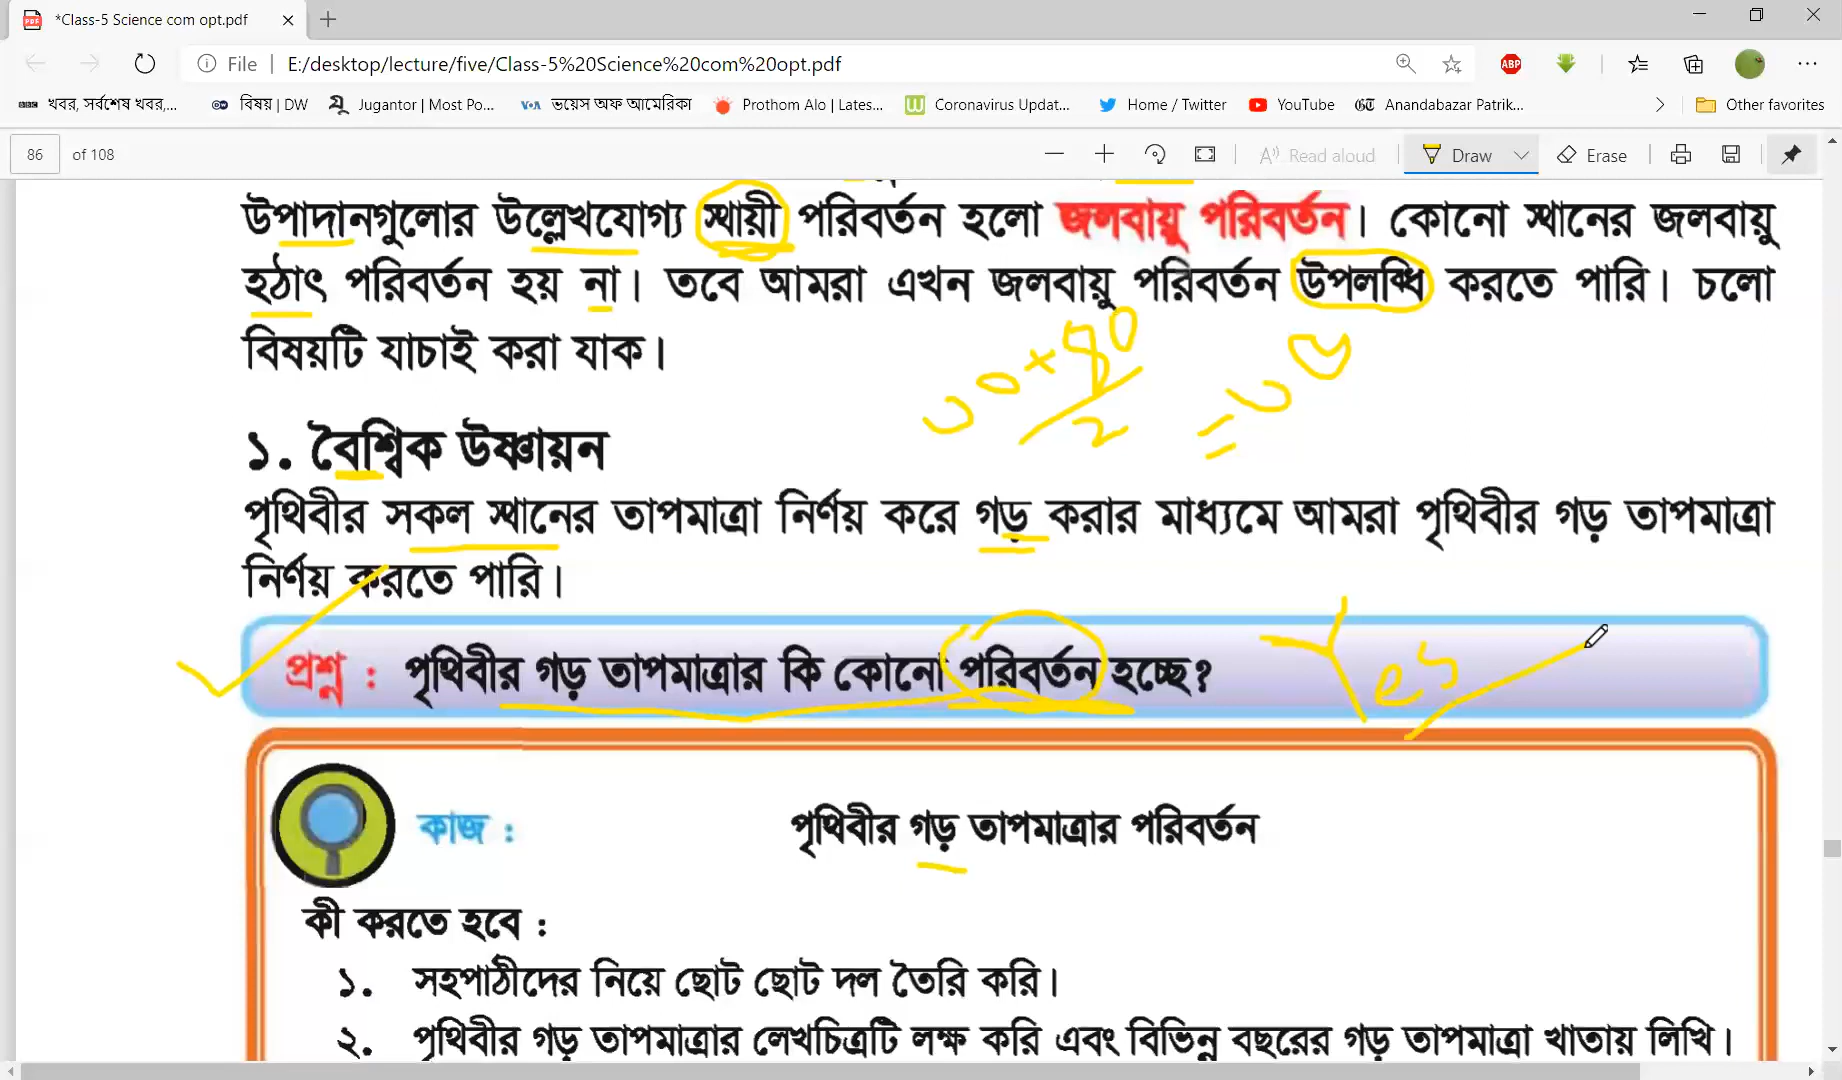 *Class-5 Science com opt.pdf
File | E:/desktop/lecture/five/Class-5%20Science%20com%20opt.pdf
ABP
BBC খবর, সর্বশেষ খবর,... বিষয় | DW Jugantor | Most Po... VOA ভয়েস অফ আমেরিকা Prothom Alo | Lates... W Coronavirus Updat... Home / Twitter YouTube Anandabazar Patrik... Other favorites
86 of 108 Read aloud Draw Erase
উপাদানগুলোর উল্লেখযোগ্য স্থায়ী পরিবর্তন হলো জলবায়ু পরিবর্তন। কোনো স্থানের জলবায়ু
হঠাৎ পরিবর্তন হয় না। তবে আমরা এখন জলবায়ু পরিবর্তন উপলব্ধি করতে পারি। চলো
বিষয়টি যাচাই করা যাক।
১. বৈশ্বিক উষ্ণায়ন
পৃথিবীর সকল স্থানের তাপমাত্রা নির্ণয় করে গড় করার মাধ্যমে আমরা পৃথিবীর গড় তাপমাত্রা
নির্ণয় করতে পারি।
প্রশ্ন : পৃথিবীর গড় তাপমাত্রার কি কোনো পরিবর্তন হচ্ছে? Yes
কাজ : পৃথিবীর গড় তাপমাত্রার পরিবর্তন
কী করতে হবে :
১. সহপাঠীদের নিয়ে ছোট ছোট দল তৈরি করি।
২. পৃথিবীর গড় তাপমাত্রার লেখচিত্রটি লক্ষ করি এবং বিভিন্ন বছরের গড় তাপমাত্রা খাতায় লিখি।